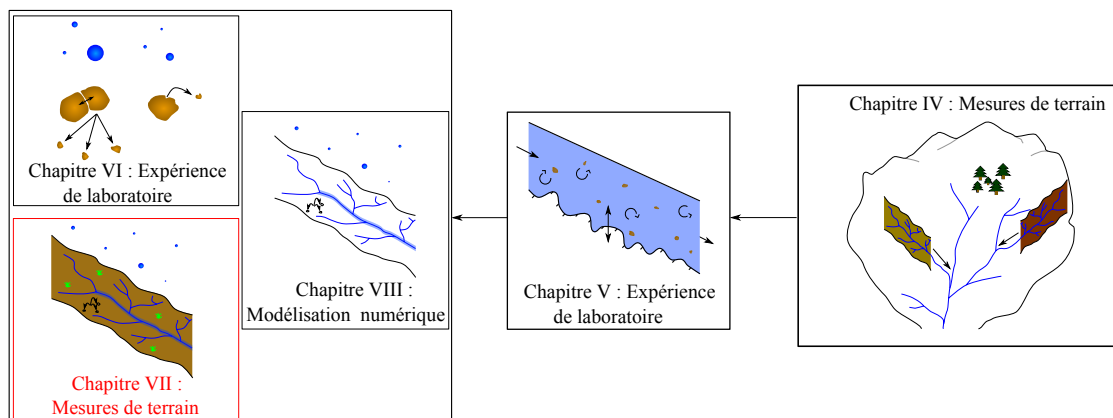 Chapitre VI : Expérience
de laboratoire
Chapitre VII :
Mesures de terrain
Chapitre VIII :
Modélisation numérique
Chapitre V : Expérience
de laboratoire
Chapitre IV : Mesures de terrain